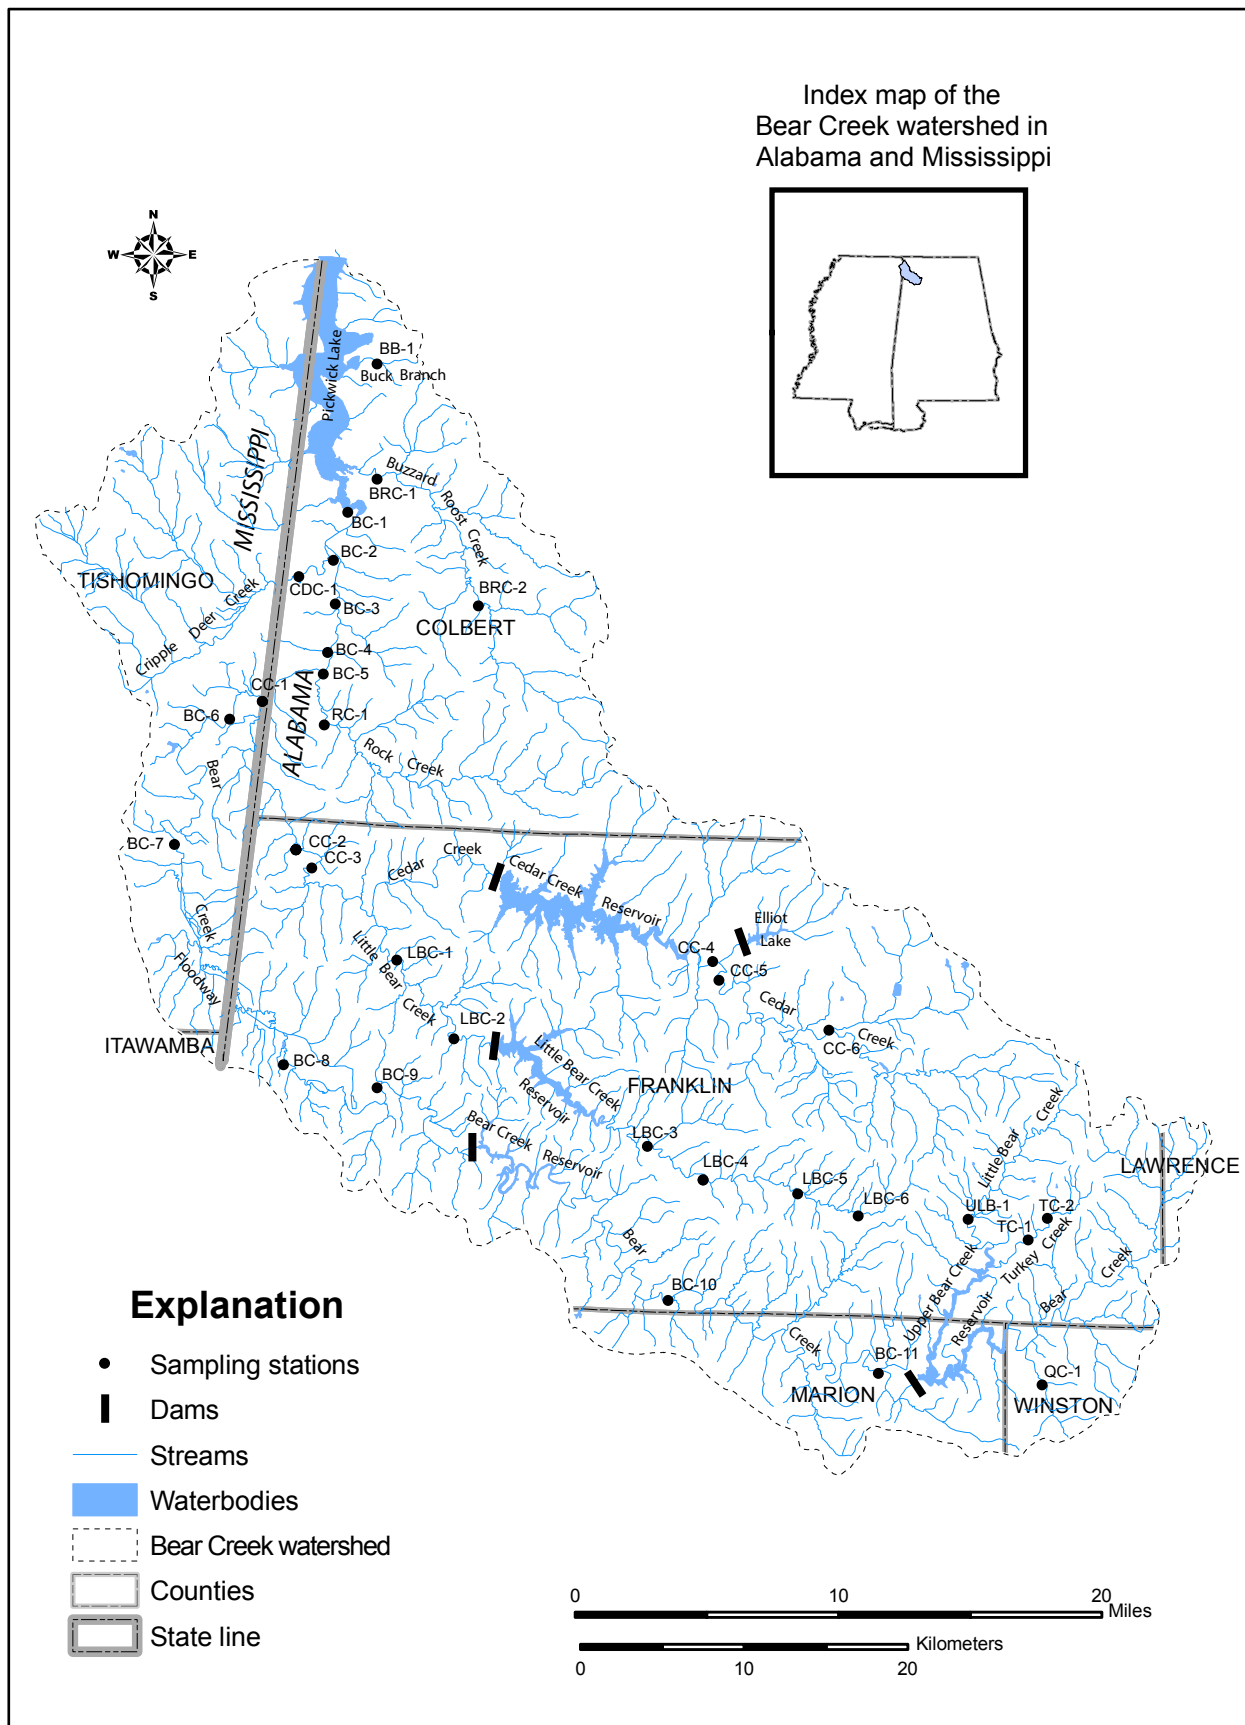 Index map of the
Bear Creek watershed in
Alabama and Mississippi
N
W
E
S
Pickwick Lake
BB-1
Buck Branch
MISSISSIPPI
Buzzard Roost Creek
BRC-1
BC-1
BC-2
TISHOMINGO
CDC-1
BRC-2
BC-3
Cripple Deer Creek
COLBERT
BC-4
ALABAMA
BC-5
CC-1
BC-6
RC-1
Rock Creek
Bear
BC-7
CC-2
CC-3
Cedar Creek
Cedar Creek Reservoir
Elliot
Lake
Creek
Floodway
Little Bear Creek
LBC-1
CC-4
CC-5
Cedar Creek
LBC-2
CC-6
ITAWAMBA
BC-8
BC-9
Little Bear Creek
Reservoir
FRANKLIN
Bear Creek Reservoir
LBC-3
Little Bear Creek
LAWRENCE
LBC-4
LBC-5
LBC-6
ULB-1
TC-2
TC-1
Turkey Creek
Bear
Upper Bear Creek
Reservoir
Bear Creek
BC-10
Creek
BC-11
MARION
QC-1
WINSTON
Explanation
Sampling stations
Dams
Streams
Waterbodies
Bear Creek watershed
Counties
State line
0 10 20
Miles
Kilometers
0 10 20